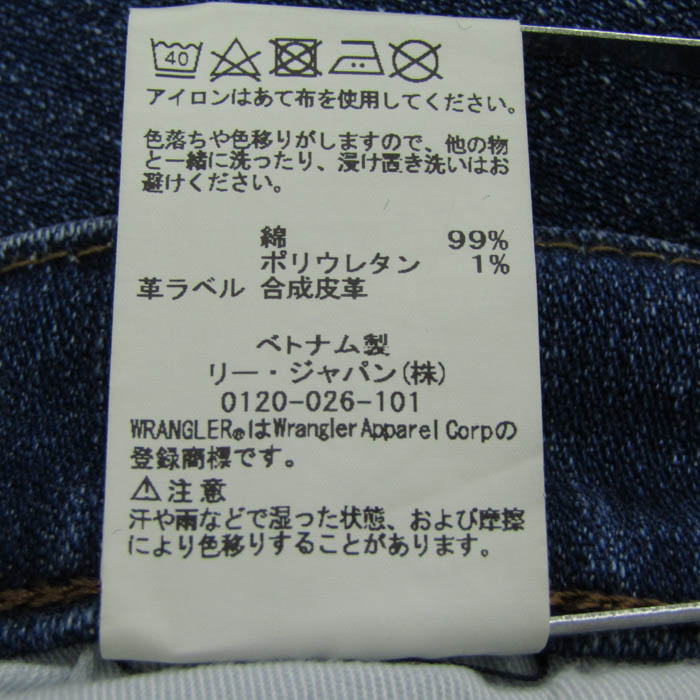 40
アイロンはあて布を使用してください。
色落ちや色移りがしますので、他の物
と一緒に洗ったり、浸け置き洗いはお
避けください。
綿 99%
ポリウレタン 1%
革ラベル 合成皮革
ベトナム製
リー・ジャパン(株)
0120-026-101
WRANGLER®はWrangler Apparel Corpの
登録商標です。
⚠注意
汗や雨などで湿った状態、および摩擦
により色移りすることがあります。